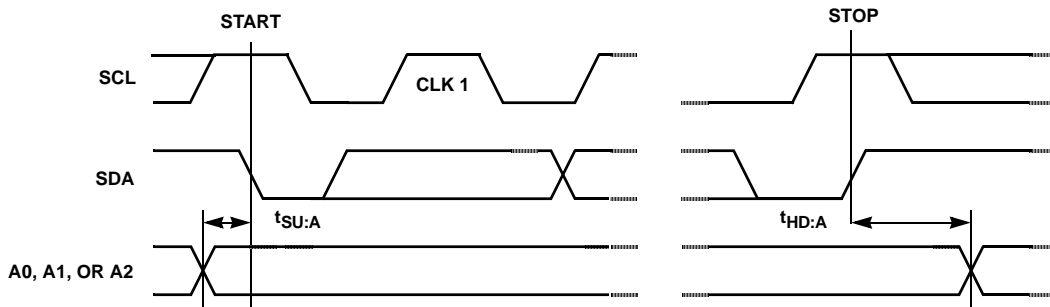 START
STOP
SCL
CLK 1
SDA
tSU:A
tHD:A
A0, A1, OR A2